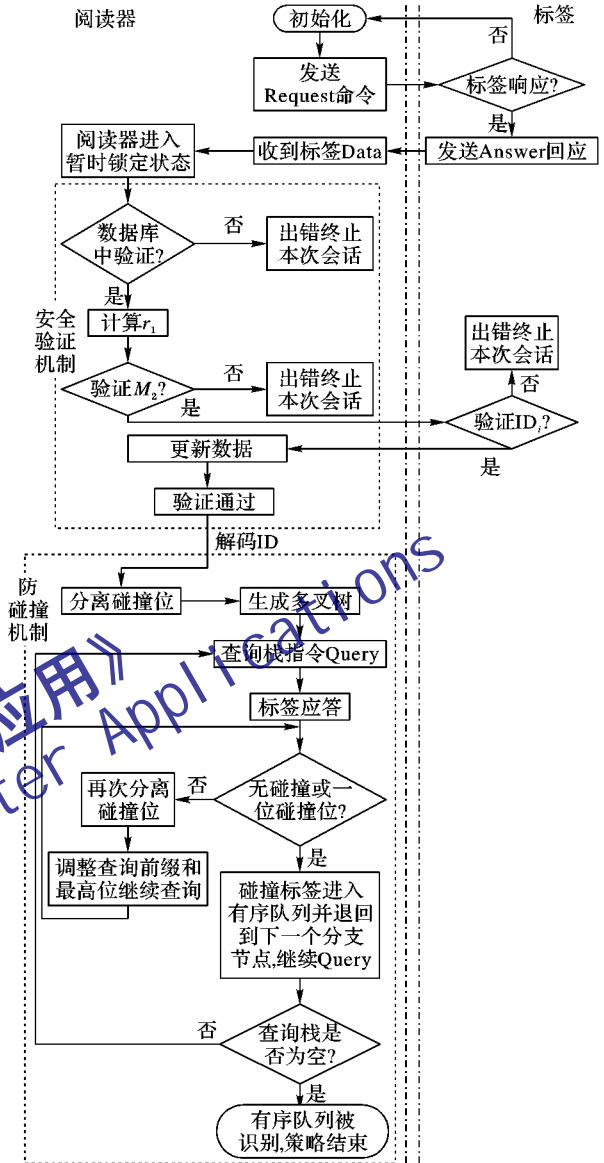 阅读器
标签
初始化
否
发送
Request命令
标签响应?
是
阅读器进入
暂时锁定状态
收到标签Data
发送Answer回应
数据库
中验证?
否
出错终止
本次会话
是
计算r₁
安全
验证
机制
验证M₂?
否
出错终止
本次会话
是
出错终止
本次会话
否
验证IDᵢ?
是
更新数据
验证通过
解码ID
防
碰撞
机制
分离碰撞位
生成多叉树
查询栈指令Query
标签应答
无碰撞或一
位碰撞位?
否
再次分离
碰撞位
调整查询前缀和
最高位继续查询
是
碰撞标签进入
有序队列并退回
到下一个分支
节点,继续Query
查询栈是
否为空?
否
是
有序队列被
识别,策略结束
应用》
ter Applications